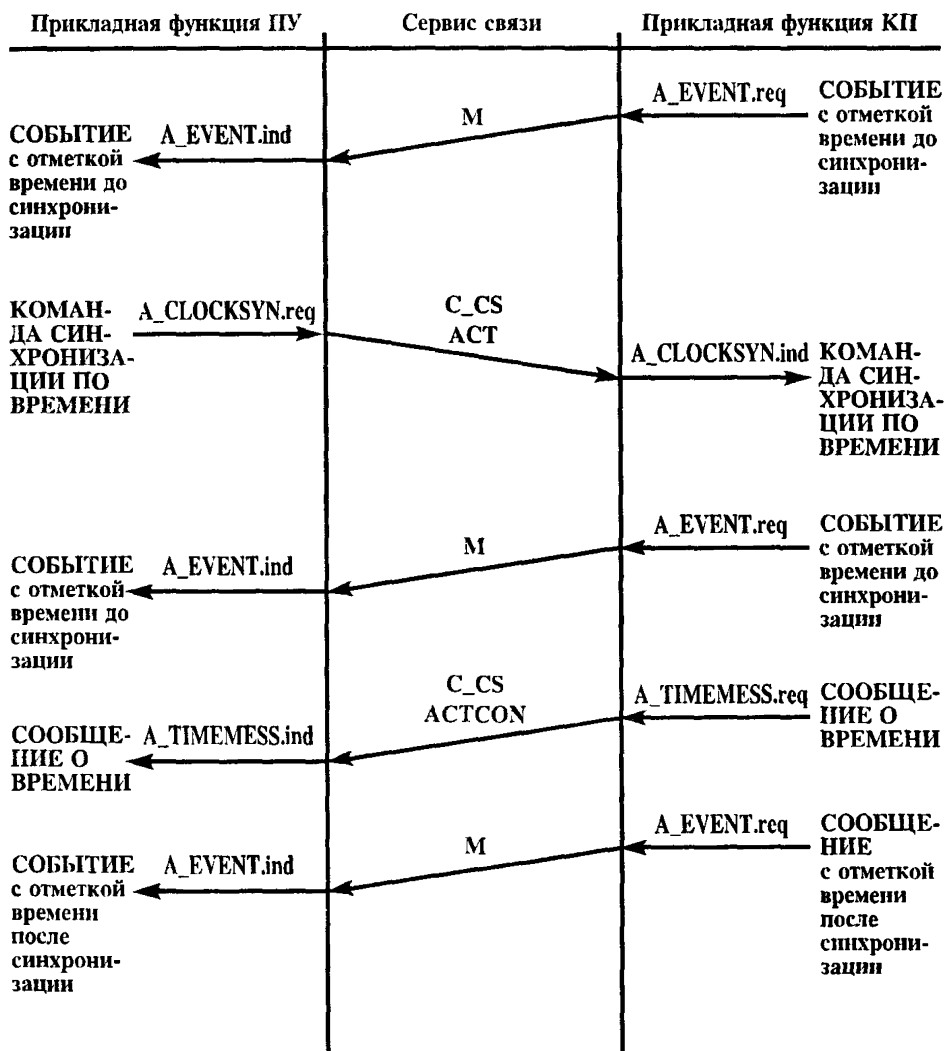 Прикладная функция ПУ
Сервис связи
Прикладная функция КП
A_EVENT.req
СОБЫТИЕ
с отметкой
времени до
синхрони-
зации
M
СОБЫТИЕ
с отметкой
времени до
синхрони-
зации
A_EVENT.ind
КОМАН-
ДА СИН-
ХРОНИЗА-
ЦИИ ПО
ВРЕМЕНИ
A_CLOCKSYN.req
C_CS
ACT
A_CLOCKSYN.ind
КОМАН-
ДА СИН-
ХРОНИЗА-
ЦИИ ПО
ВРЕМЕНИ
A_EVENT.req
СОБЫТИЕ
с отметкой
времени до
синхрони-
зации
M
СОБЫТИЕ
с отметкой
времени до
синхрони-
зации
A_EVENT.ind
C_CS
ACTCON
A_TIMEMESS.req
СООБЩЕ-
НИЕ О
ВРЕМЕНИ
СООБЩЕ-
НИЕ О
ВРЕМЕНИ
A_TIMEMESS.ind
A_EVENT.req
СООБЩЕ-
НИЕ
с отметкой
времени
после
синхрони-
зации
M
СОБЫТИЕ
с отметкой
времени
после
синхрони-
зации
A_EVENT.ind